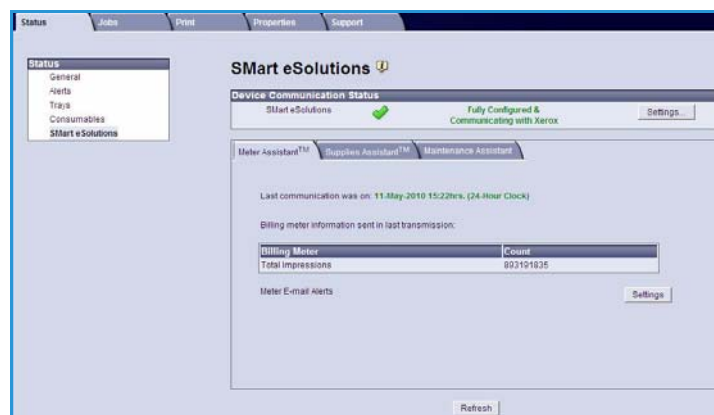 Status Jobs Print Properties Support
Status
General
Alerts
Trays
Consumables
SMart eSolutions
SMart eSolutions
Device Communication Status
SMart eSolutions
Fully Configured &
Communicating with Xerox
Settings...
Meter Assistant™ Supplies Assistant™ Maintenance Assistant
Last communication was on: 11-May-2010 15:22hrs. (24-Hour Clock)
Billing meter information sent in last transmission:
Billing Meter Count
Total Impressions 893191835
Meter E-mail Alerts Settings
Refresh